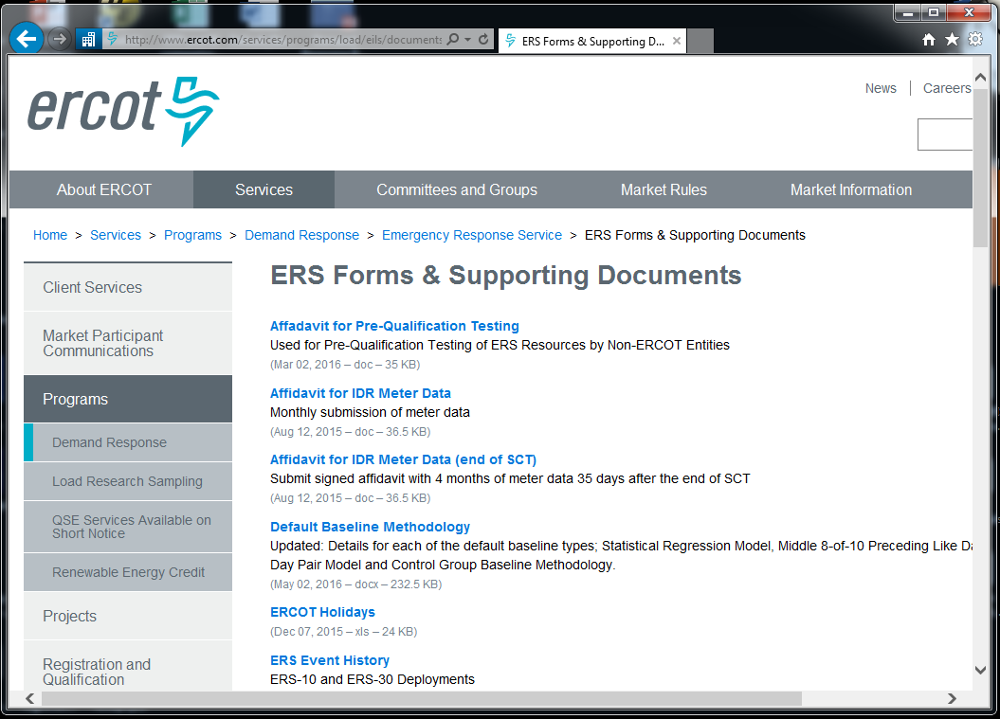 http://www.ercot.com/services/programs/load/eils/documents
ERS Forms & Supporting D...
ercot
News
Careers
About ERCOT
Services
Committees and Groups
Market Rules
Market Information
Home > Services > Programs > Demand Response > Emergency Response Service > ERS Forms & Supporting Documents
Client Services
Market Participant
Communications
Programs
Demand Response
Load Research Sampling
QSE Services Available on
Short Notice
Renewable Energy Credit
Projects
Registration and
Qualification
ERS Forms & Supporting Documents
Affadavit for Pre-Qualification Testing
Used for Pre-Qualification Testing of ERS Resources by Non-ERCOT Entities
(Mar 02, 2016 – doc – 35 KB)
Affidavit for IDR Meter Data
Monthly submission of meter data
(Aug 12, 2015 – doc – 36.5 KB)
Affidavit for IDR Meter Data (end of SCT)
Submit signed affidavit with 4 months of meter data 35 days after the end of SCT
(Aug 12, 2015 – doc – 36.5 KB)
Default Baseline Methodology
Updated: Details for each of the default baseline types; Statistical Regression Model, Middle 8-of-10 Preceding Like Da
Day Pair Model and Control Group Baseline Methodology.
(May 02, 2016 – docx – 232.5 KB)
ERCOT Holidays
(Dec 07, 2015 – xls – 24 KB)
ERS Event History
ERS-10 and ERS-30 Deployments